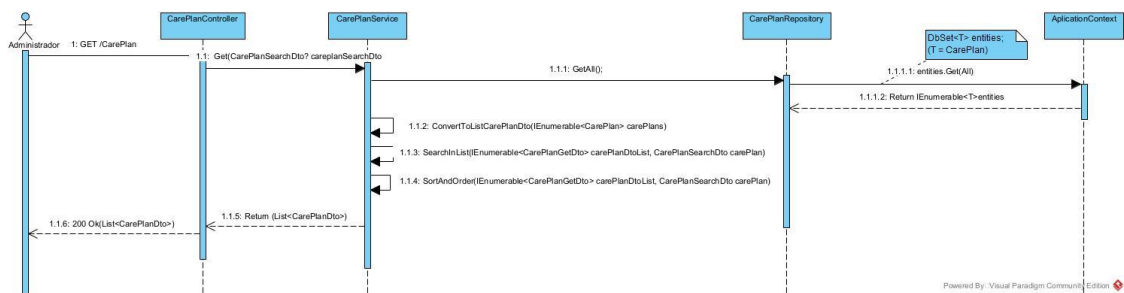 CarePlanController
CarePlanService
CarePlanRepository
AplicationContext
Administrador
1: GET /CarePlan
DbSet<T> entities;
(T = CarePlan)
1.1: Get(CarePlanSearchDto? careplanSearchDto
1.1.1: GetAll();
1.1.1.1: entities.Get(All)
1.1.1.2: Return IEnumerable<T>entities
1.1.2: ConvertToListCarePlanDto(IEnumerable<CarePlan> carePlans)
1.1.3: SearchInList(IEnumerable<CarePlanGetDto> carePlanDtoList, CarePlanSearchDto carePlan)
1.1.4: SortAndOrder(IEnumerable<CarePlanGetDto> carePlanDtoList, CarePlanSearchDto carePlan)
1.1.5: Return (List<CarePlanDto>)
1.1.6: 200 Ok(List<CarePlanDto>)
Powered By: Visual Paradigm Community Edition